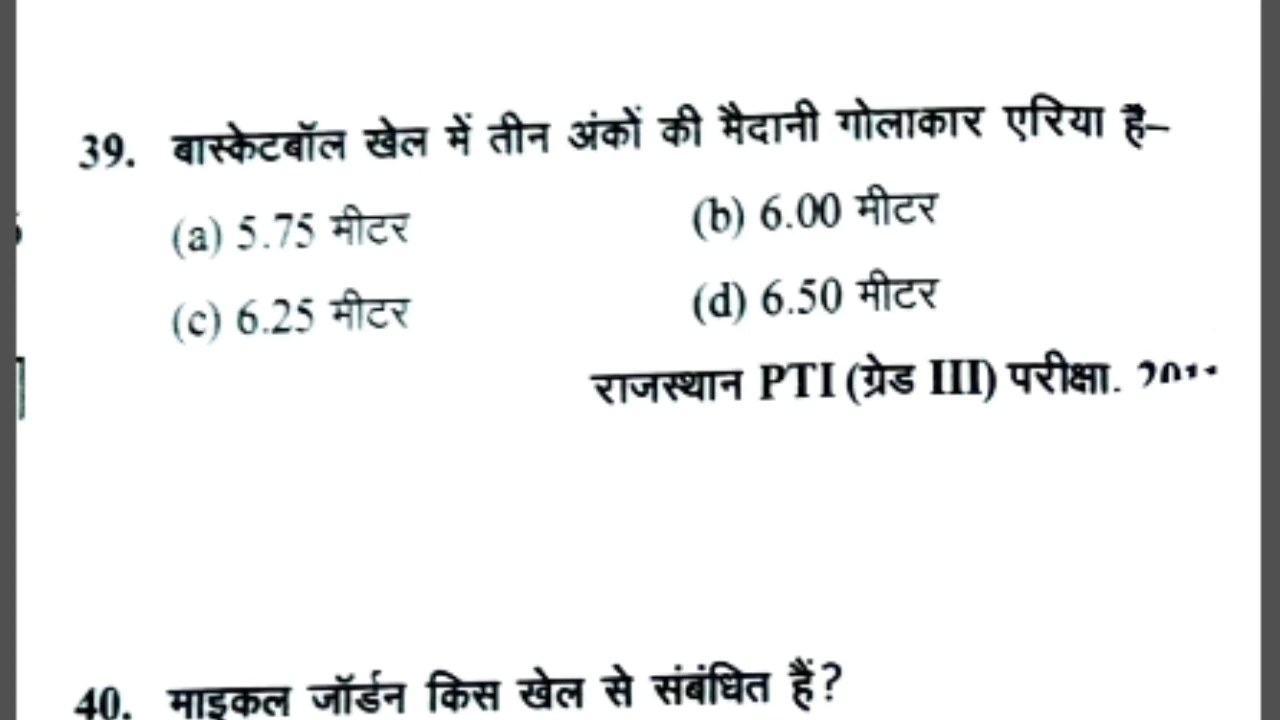 39. बास्केटबॉल खेल में तीन अंकों की मैदानी गोलाकार एरिया है–
(a) 5.75 मीटर (b) 6.00 मीटर
(c) 6.25 मीटर (d) 6.50 मीटर
राजस्थान PTI (ग्रेड III) परीक्षा.
40. माइकल जॉर्डन किस खेल से संबंधित हैं?